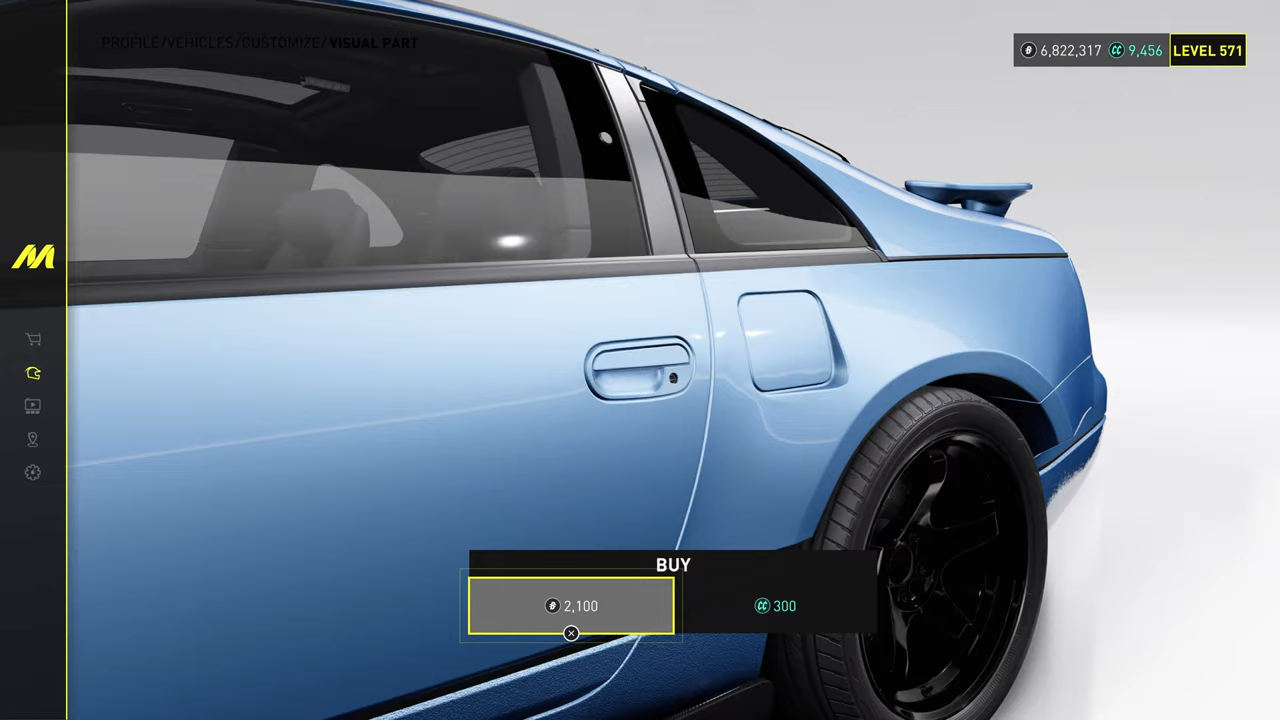 PROFILE/VEHICLES/CUSTOMIZE/VISUAL PART
6,822,317 9,456 LEVEL 571
BUY
2,100 300